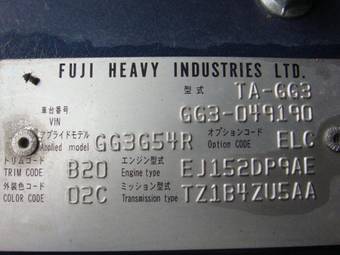 FUJI HEAVY INDUSTRIES LTD.
型式 TA-GG3
車台番号 VIN GG3-049190
アプライドモデル Applied model GG3G54R オプションコード Option CODE ELC
トリムコード TRIM CODE B20 エンジン型式 Engine type EJ152DP9AE
外装色コード COLOR CODE 02C ミッション型式 Transmission type TZ1B4ZU5AA